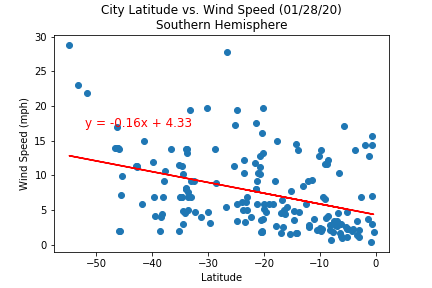 City Latitude vs. Wind Speed (01/28/20)
Southern Hemisphere
30
25
20
15
10
5
0
Wind Speed (mph)
y = -0.16x + 4.33
−50 −40 −30 −20 −10 0
Latitude